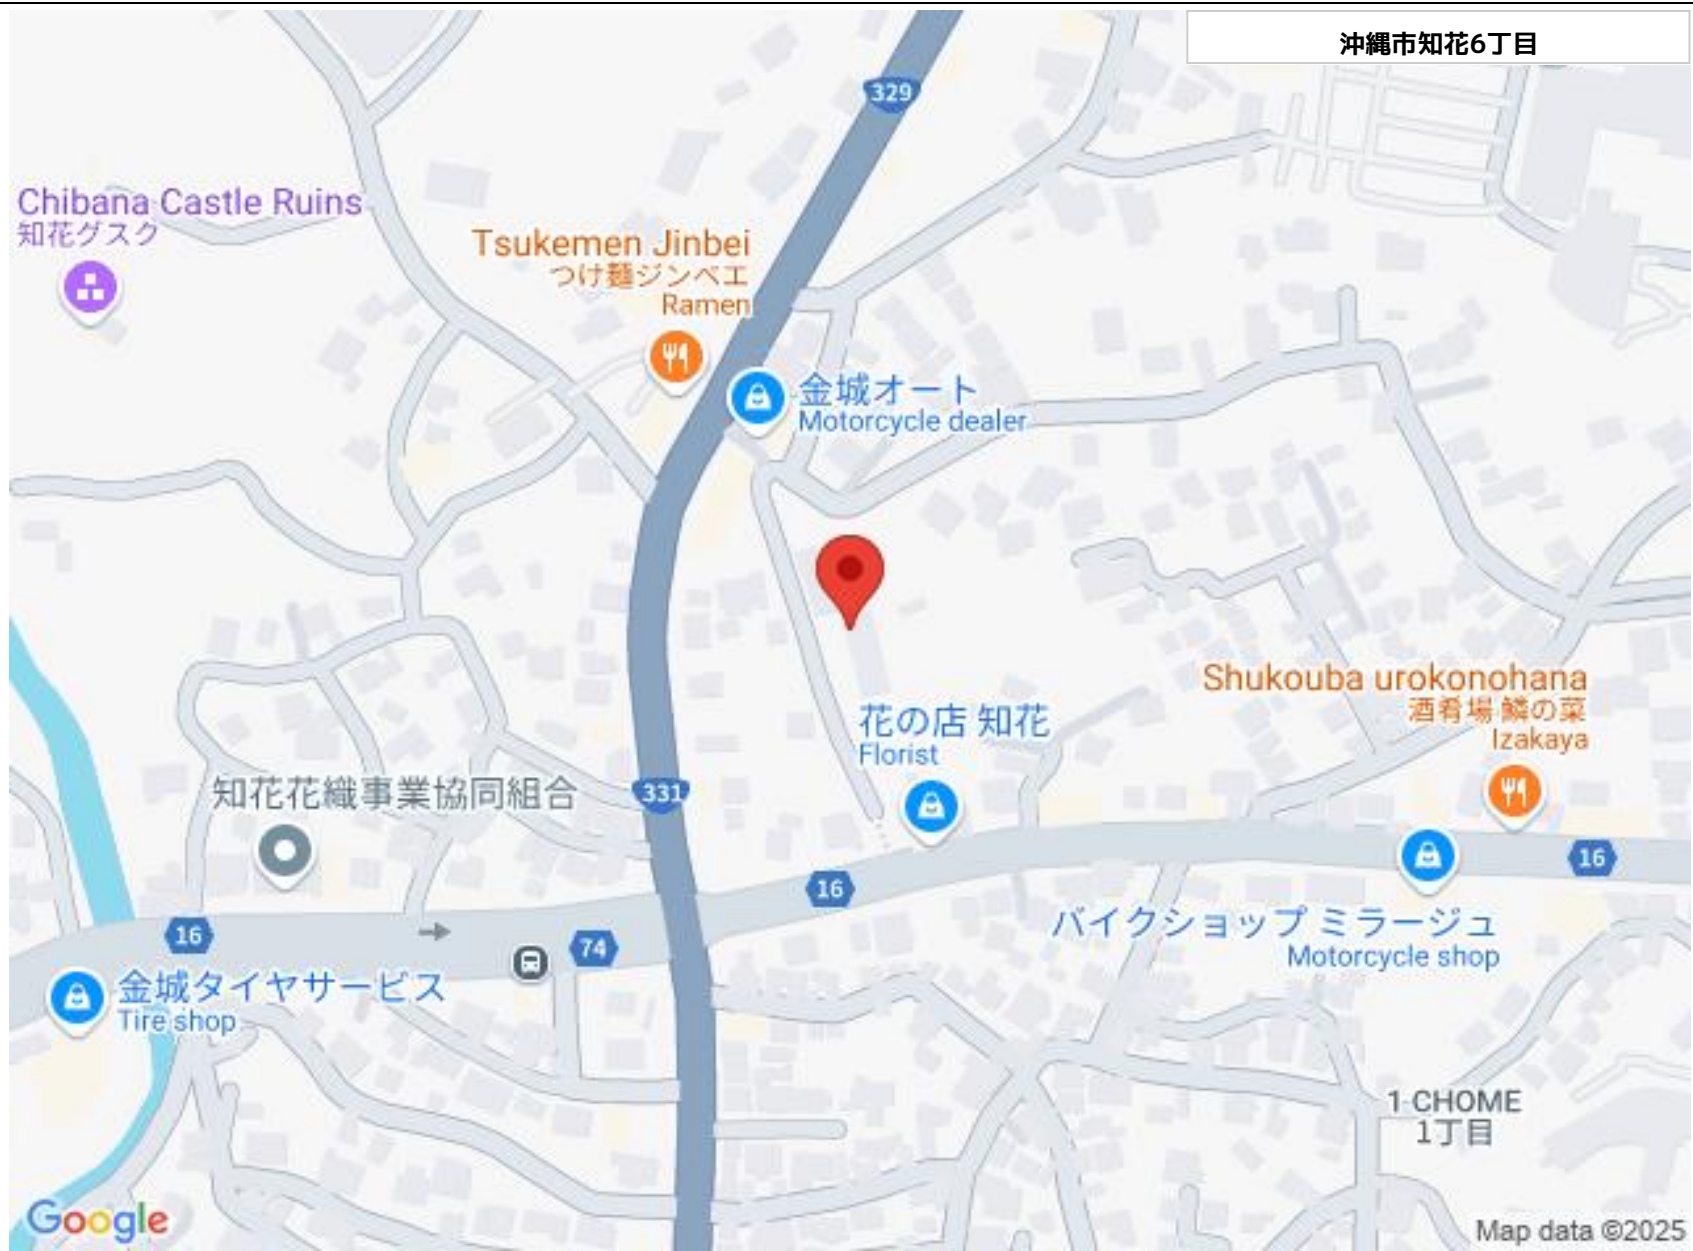 沖縄市知花6丁目
329
Chibana Castle Ruins
知花グスク
Tsukemen Jinbei
つけ麺ジンベエ
Ramen
金城オート
Motorcycle dealer
Shukouba urokonohana
酒肴場 鱗の菜
Izakaya
花の店 知花
Florist
知花花織事業協同組合
331
16
16
16
74
バイクショップ ミラージュ
Motorcycle shop
金城タイヤサービス
Tire shop
1 CHOME
1丁目
Google
Map data ©2025